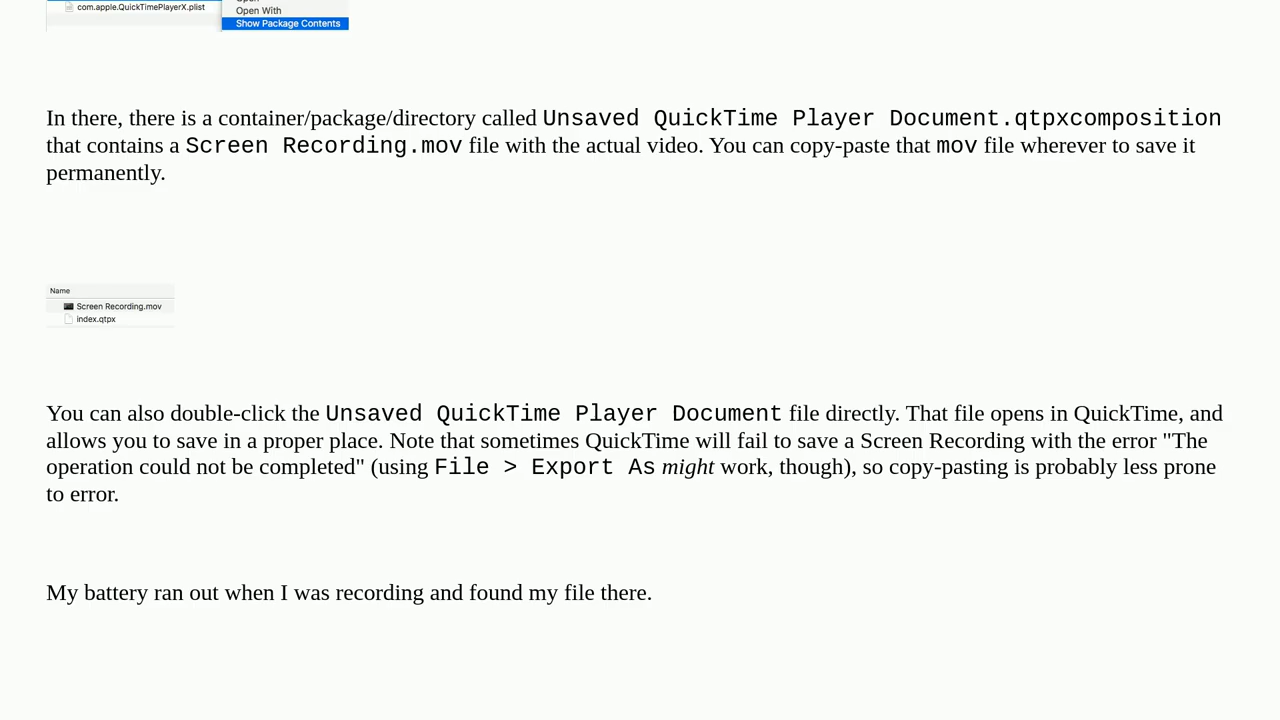 com.apple.QuickTimePlayerX.plist
Open With
Show Package Contents
In there, there is a container/package/directory called Unsaved QuickTime Player Document.qtpxcomposition
that contains a Screen Recording.mov file with the actual video. You can copy-paste that mov file wherever to save it
permanently.
Name
Screen Recording.mov
index.qtpx
You can also double-click the Unsaved QuickTime Player Document file directly. That file opens in QuickTime, and
allows you to save in a proper place. Note that sometimes QuickTime will fail to save a Screen Recording with the error "The
operation could not be completed" (using File > Export As might work, though), so copy-pasting is probably less prone
to error.
My battery ran out when I was recording and found my file there.